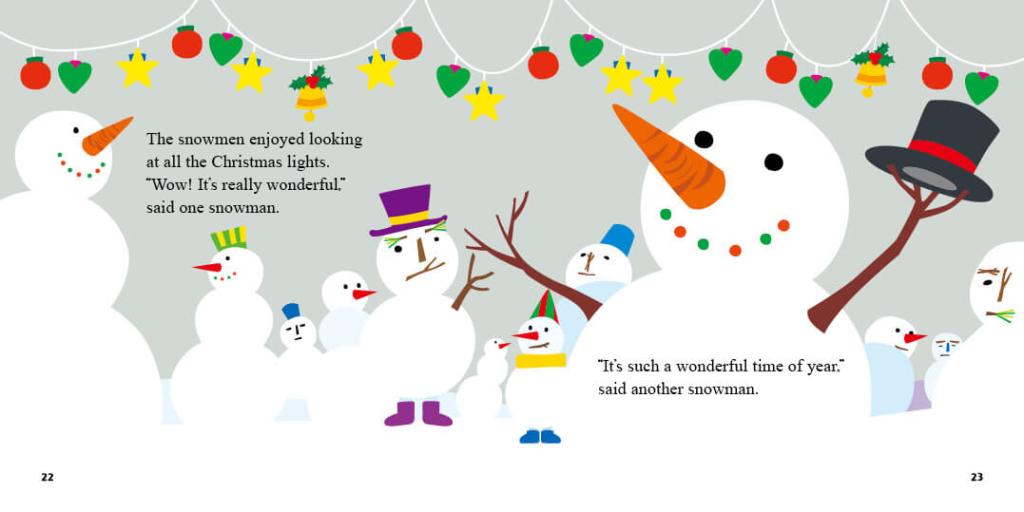 The snowmen enjoyed looking
at all the Christmas lights.
"Wow! It's really wonderful,"
said one snowman.
"It's such a wonderful time of year,"
said another snowman.
22
23